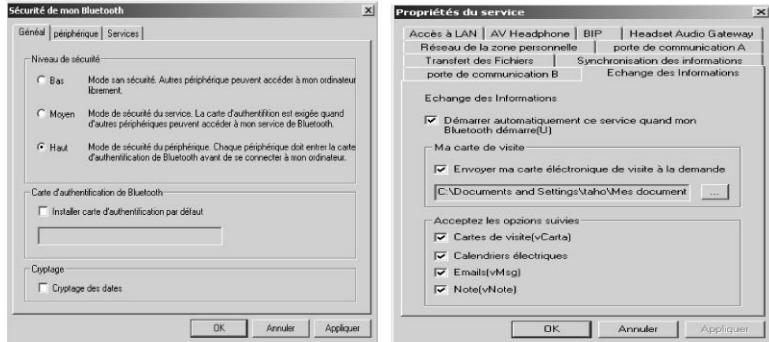 Sécurité de mon Bluetooth
Général périphérique Services
Niveau de sécurité
Bas Mode san sécurité. Autres périphérique peuvent accéder à mon ordinateur
librement.
Moyen Mode de sécurité du service. La carte d'authentifition est exigée quand
d'autres périphériques peuvent accéder à mon service de Bluetooth.
Haut Mode de sécurité du périphérique. Chaque périphérique doit entrer la carte
d'authentification de Bluetooth avant de se connecter à mon ordinateur.
Carte d'authentification de Bluetooth
Installer carte d'authentification par défaut
Cryptage
Cryptage des dates
OK Annuler Appliquer
Propriétés du service
Accès à LAN AV Headphone BIP Headset Audio Gateway
Réseau de la zone personnelle porte de communication A
Transfert des Fichiers Synchronisation des informations
porte de communication B Echange des Informations
Echange des Informations
Démarrer automatiquement ce service quand mon
Bluetooth démarre(U)
Ma carte de visite
Envoyer ma carte éléctronique de visite à la demande
C:\Documents and Settings\taho\Mes document ...
Acceptez les opzions suivies
Cartes de visite(vCarta)
Calendriers électriques
Emails(vMsg)
Note(vNote)
OK Annuler Appliquer